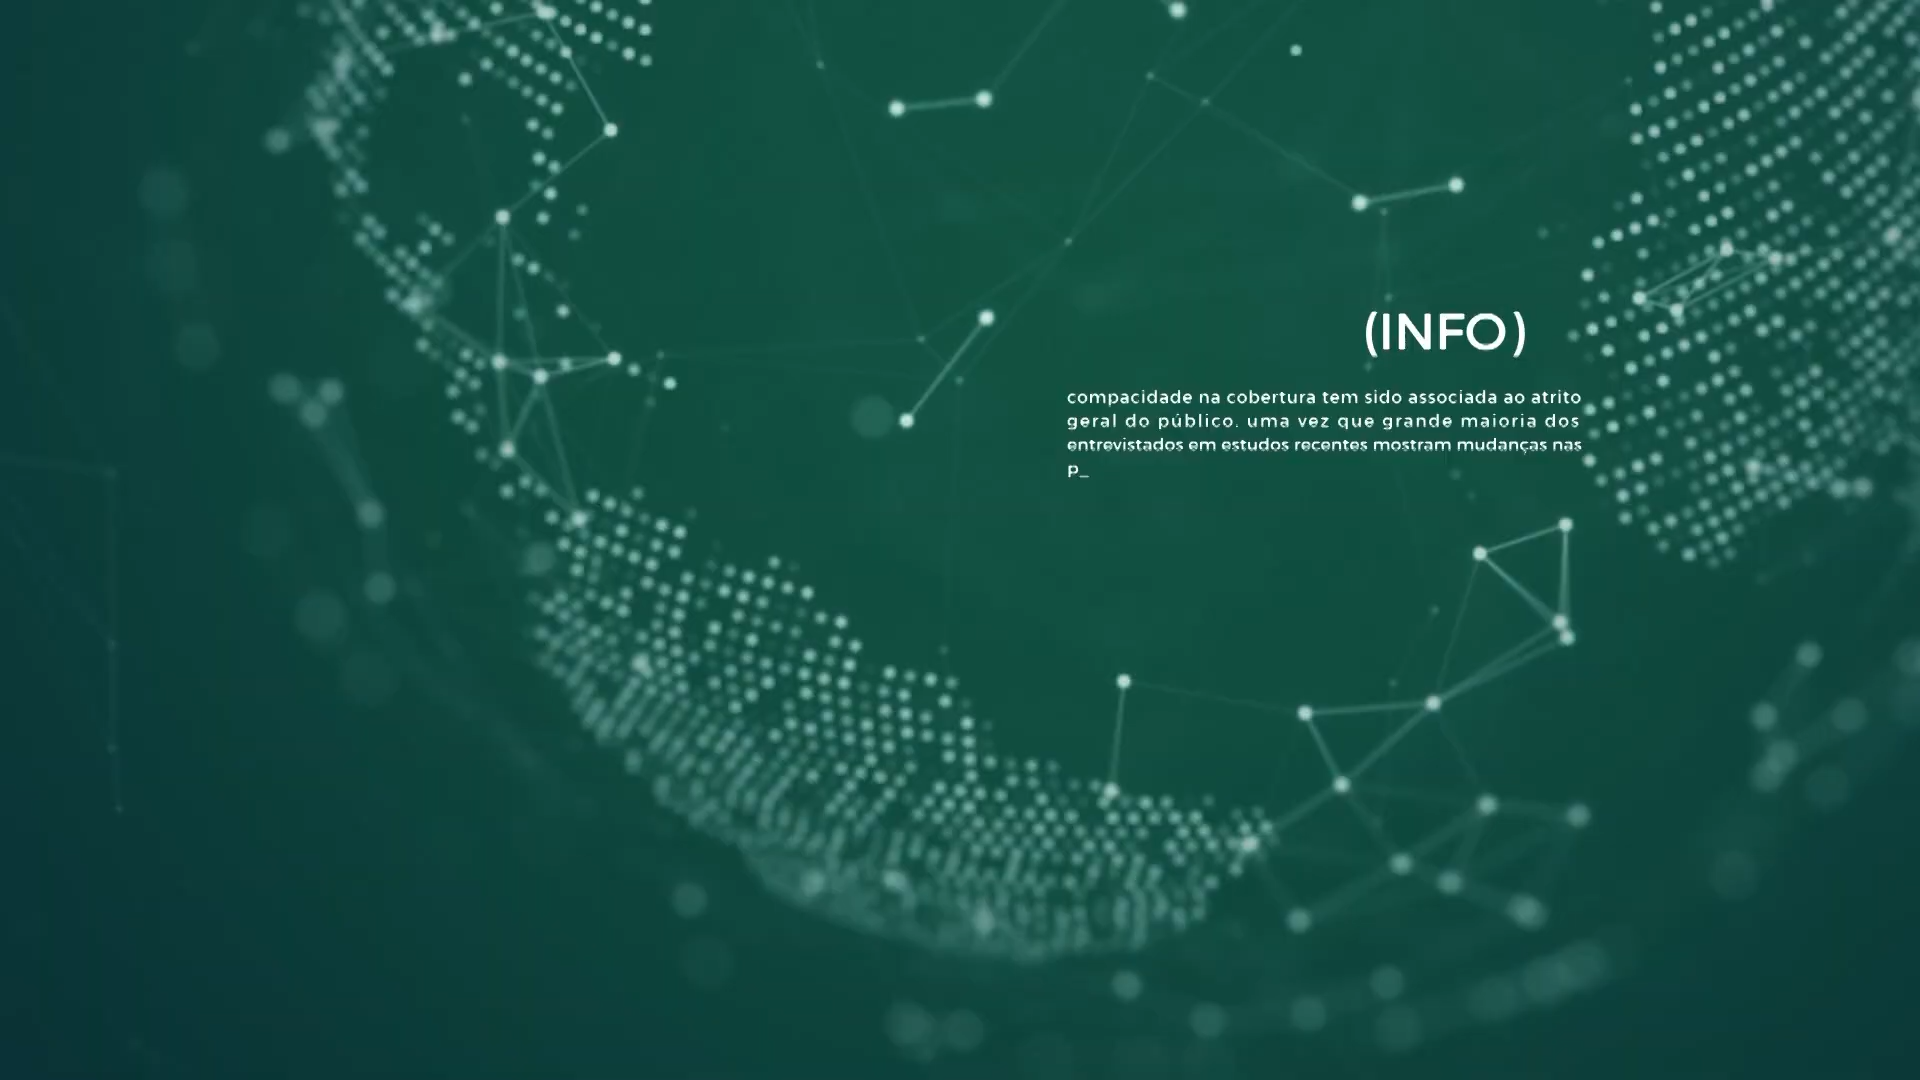 (INFO)
compacidade na cobertura tem sido associada ao atrito
geral do público. uma vez que grande maioria dos
entrevistados em estudos recentes mostram mudanças nas
p_